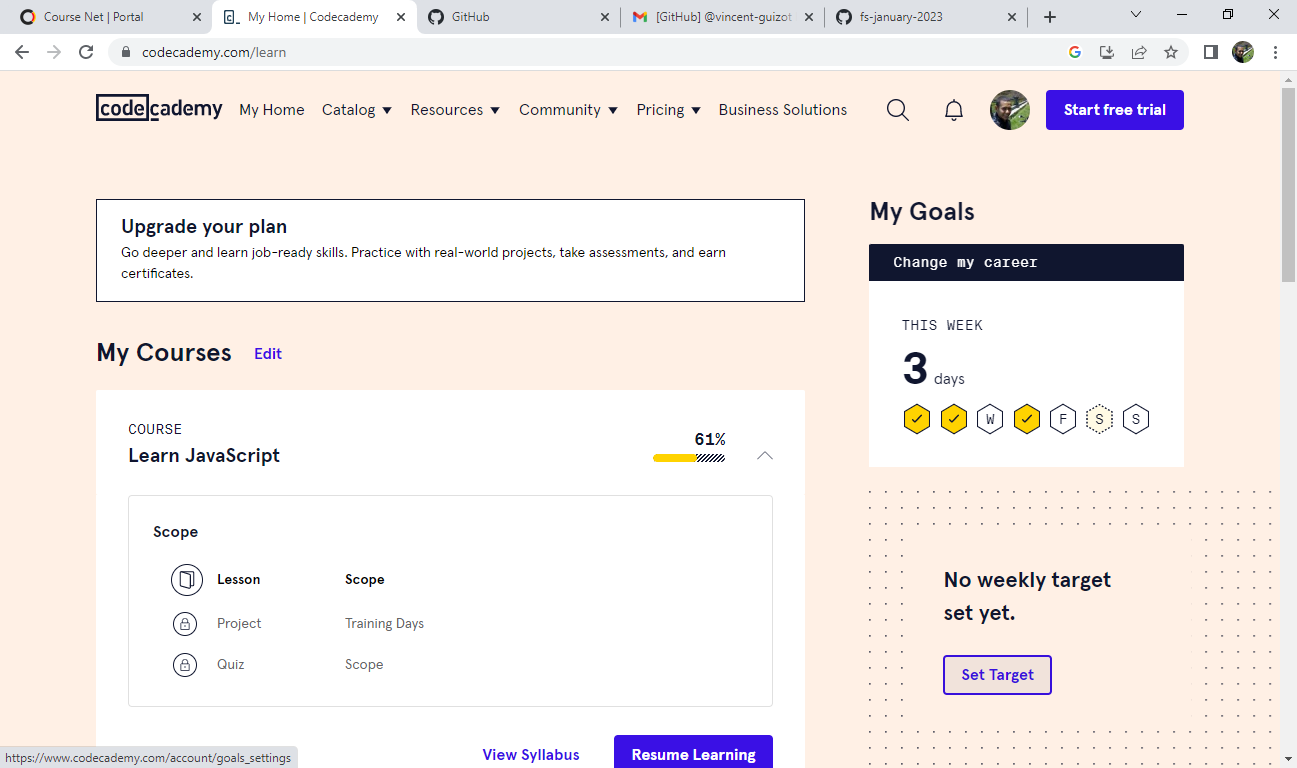 Course Net | Portal
My Home | Codecademy
GitHub
[GitHub] @vincent-guizot
fs-january-2023
codecademy.com/learn
codecademy
My Home
Catalog
Resources
Community
Pricing
Business Solutions
Start free trial
Upgrade your plan
Go deeper and learn job-ready skills. Practice with real-world projects, take assessments, and earn
certificates.
My Courses
Edit
COURSE
Learn JavaScript
61%
Scope
Lesson Scope
Project Training Days
Quiz Scope
View Syllabus
Resume Learning
My Goals
Change my career
THIS WEEK
3 days
W F S S
No weekly target
set yet.
Set Target
https://www.codecademy.com/account/goals_settings